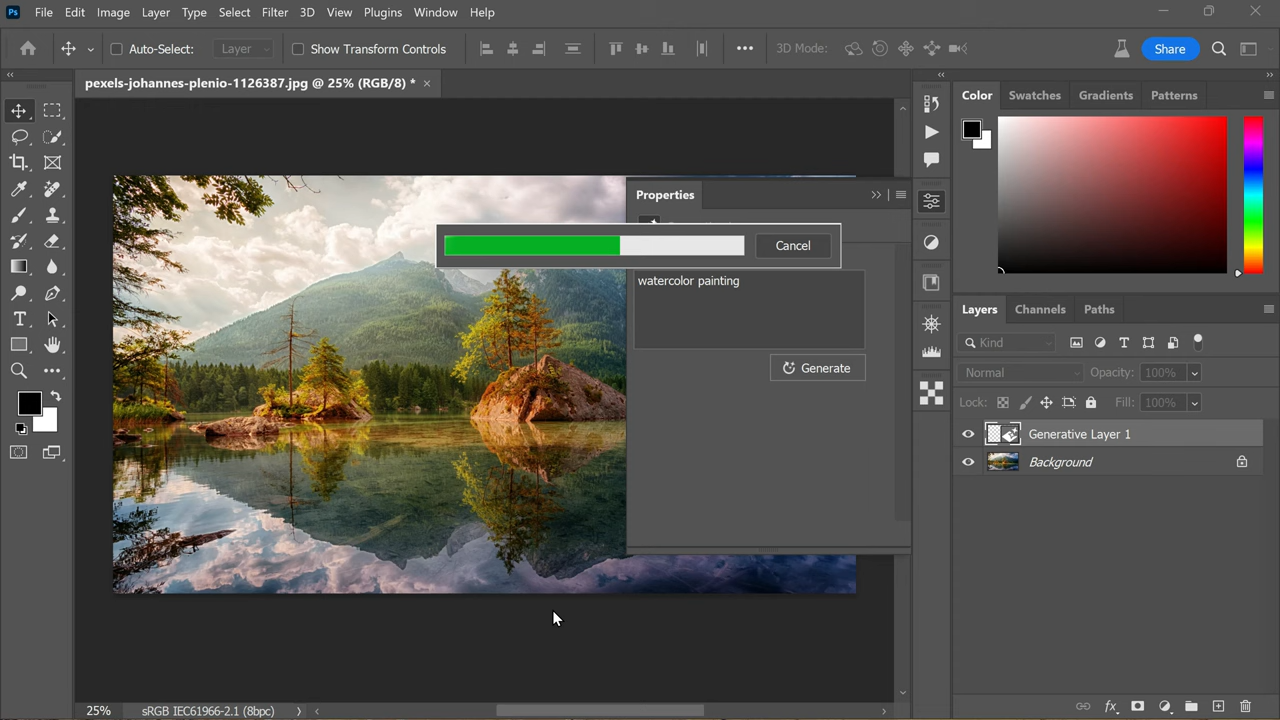 Ps File Edit Image Layer Type Select Filter 3D View Plugins Window Help
Auto-Select: Layer Show Transform Controls ••• 3D Mode: Share
pexels-johannes-plenio-1126387.jpg @ 25% (RGB/8) * ×
Color Swatches Gradients Patterns
Properties
Cancel
watercolor painting
Generate
Layers Channels Paths
Kind
Normal Opacity: 100%
Lock: Fill: 100%
Generative Layer 1
Background
25% sRGB IEC61966-2.1 (8bpc)